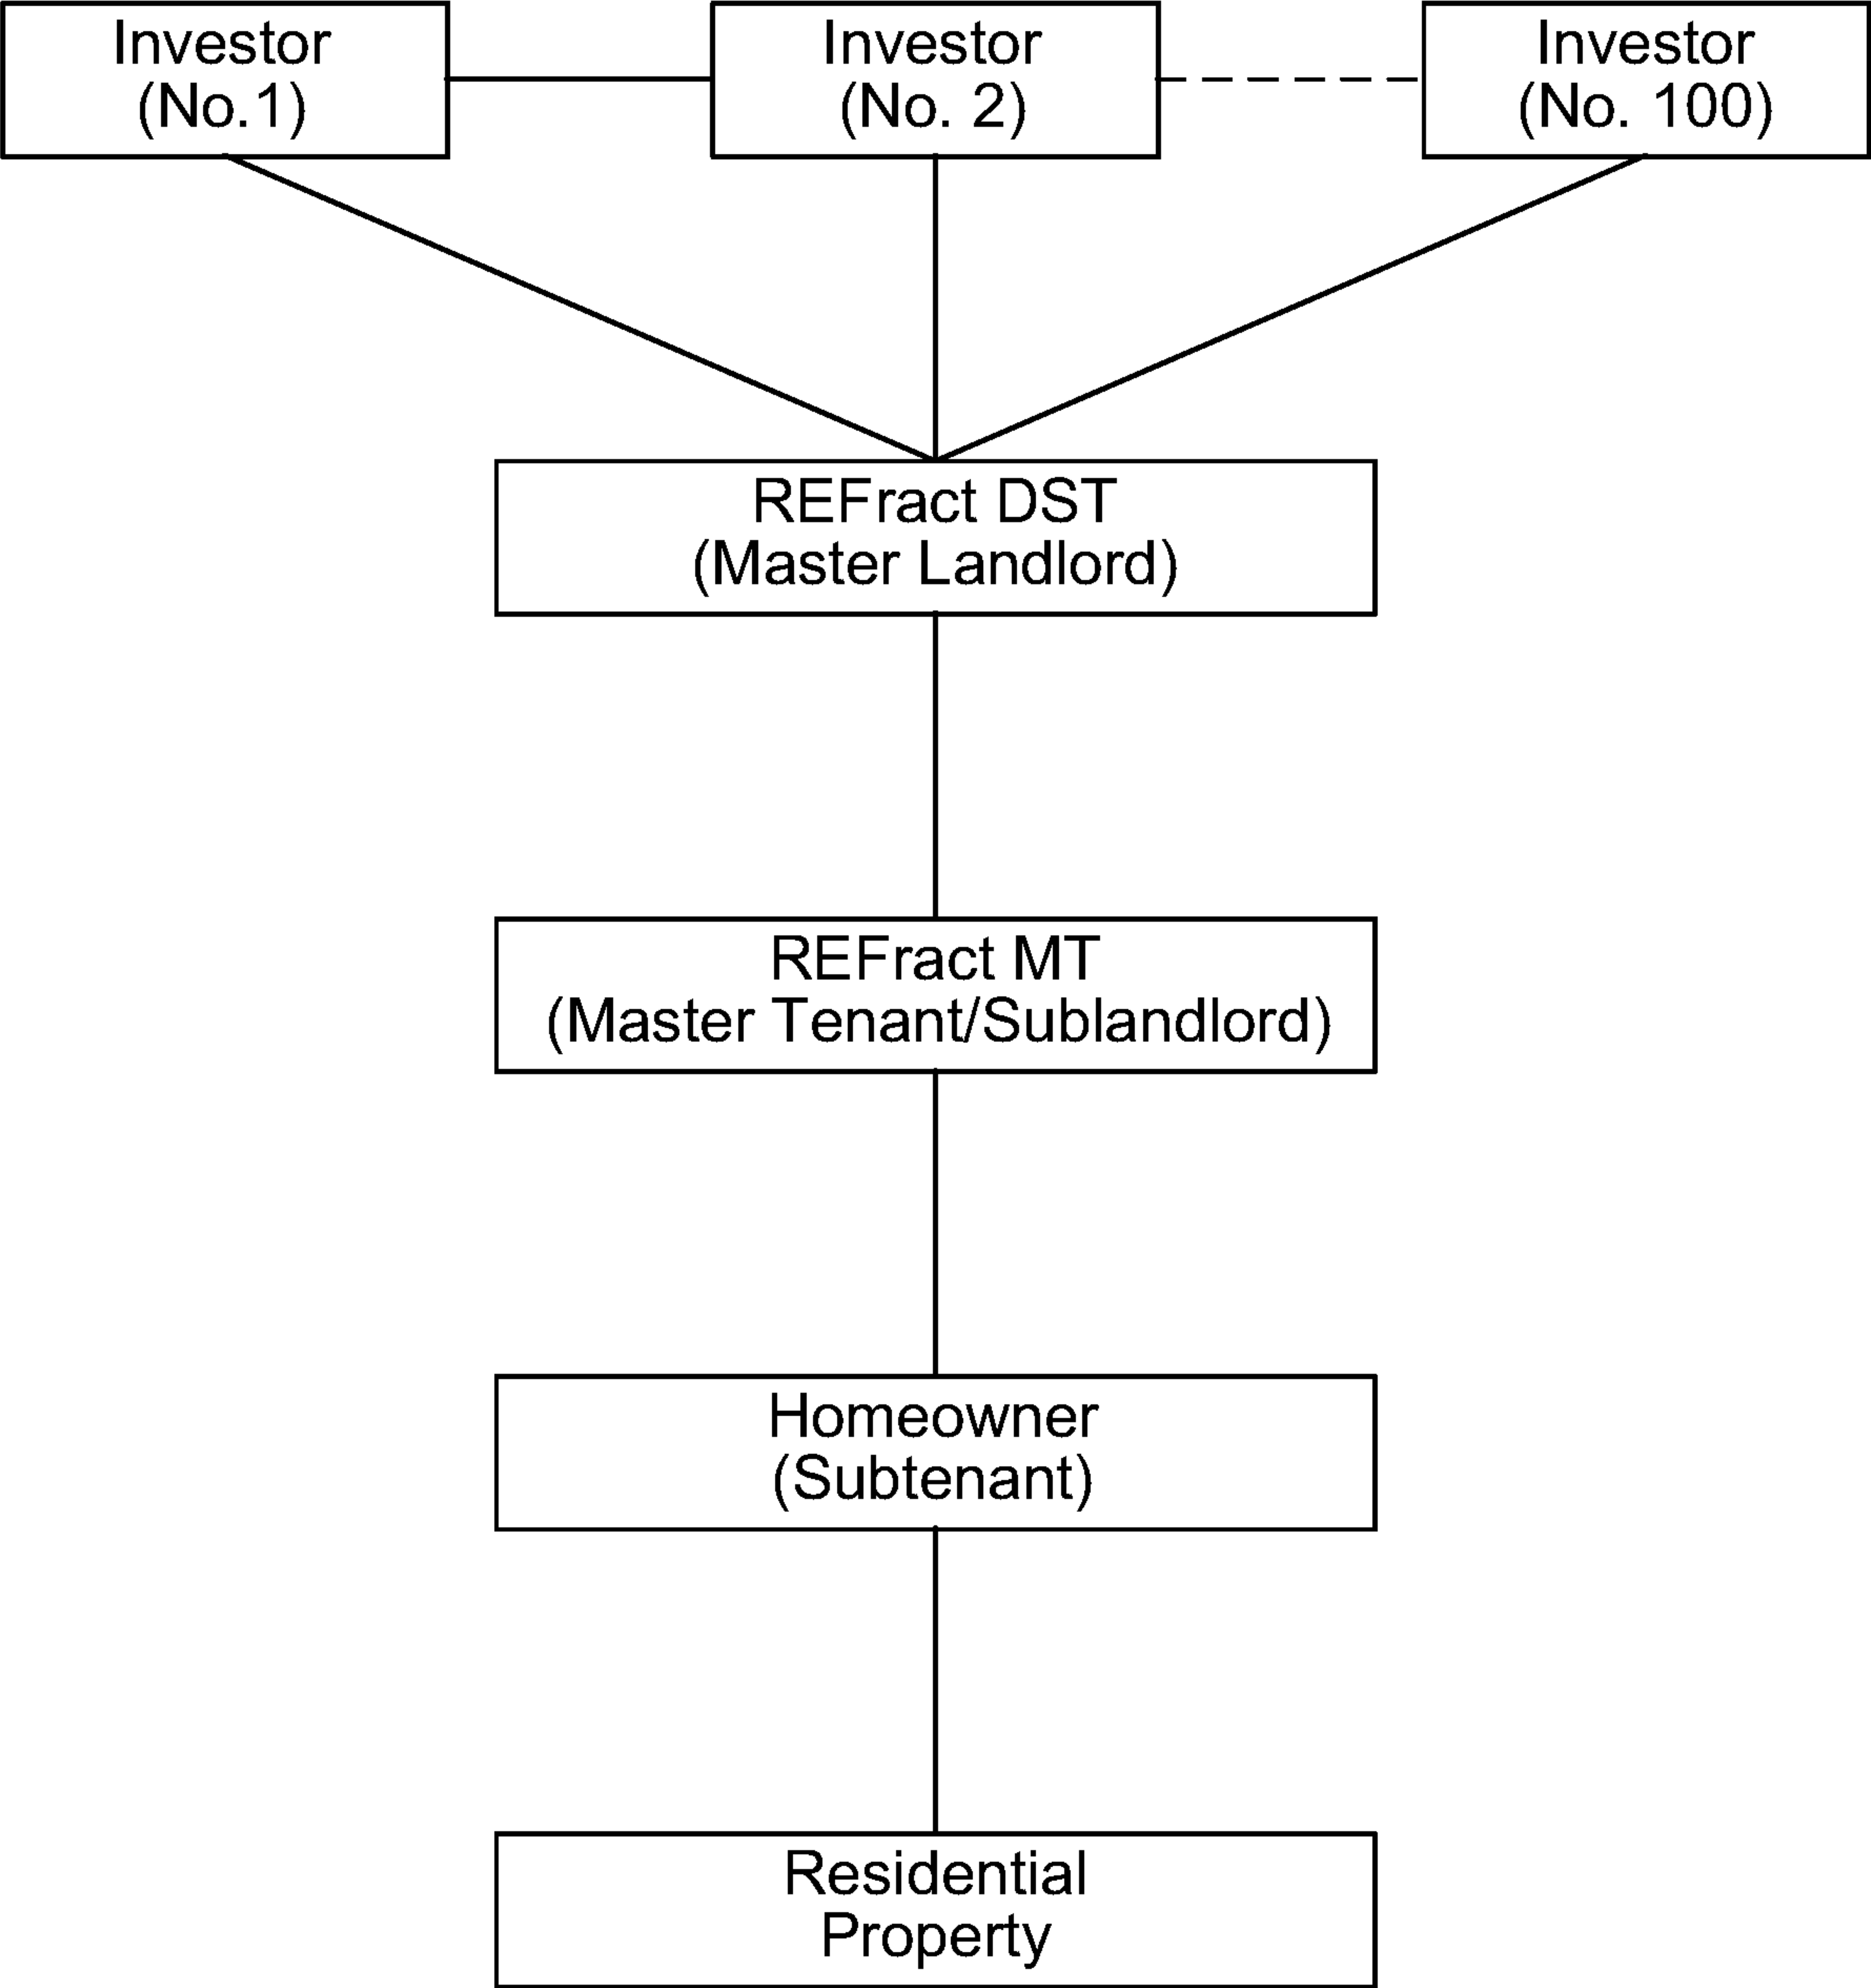 Investor
(No.1)
Investor
(No. 2)
Investor
(No. 100)
REFract DST
(Master Landlord)
REFract MT
(Master Tenant/Sublandlord)
Homeowner
(Subtenant)
Residential
Property